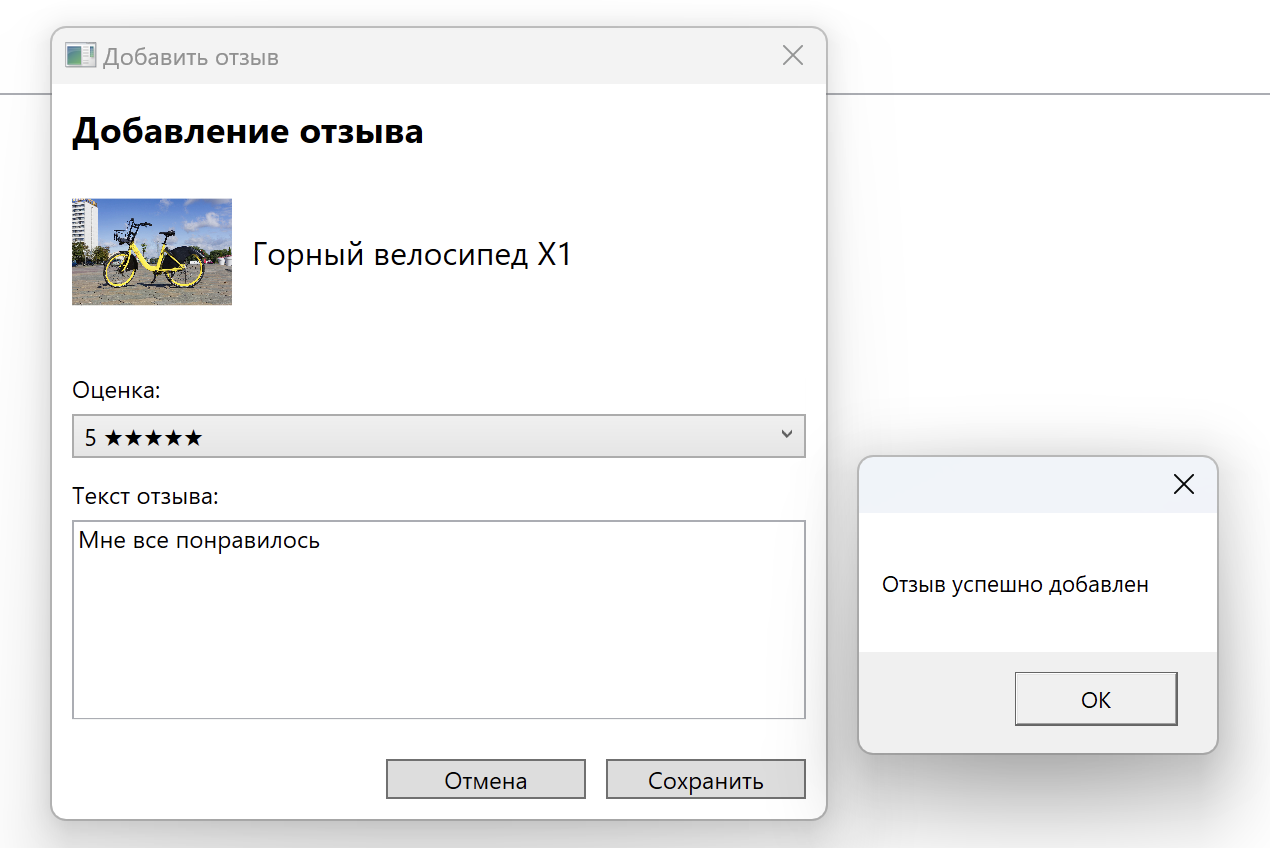 Добавить отзыв
Добавление отзыва
Горный велосипед X1
Оценка:
5 ★★★★★
Текст отзыва:
Мне все понравилось
Отмена
Сохранить
Отзыв успешно добавлен
ОК